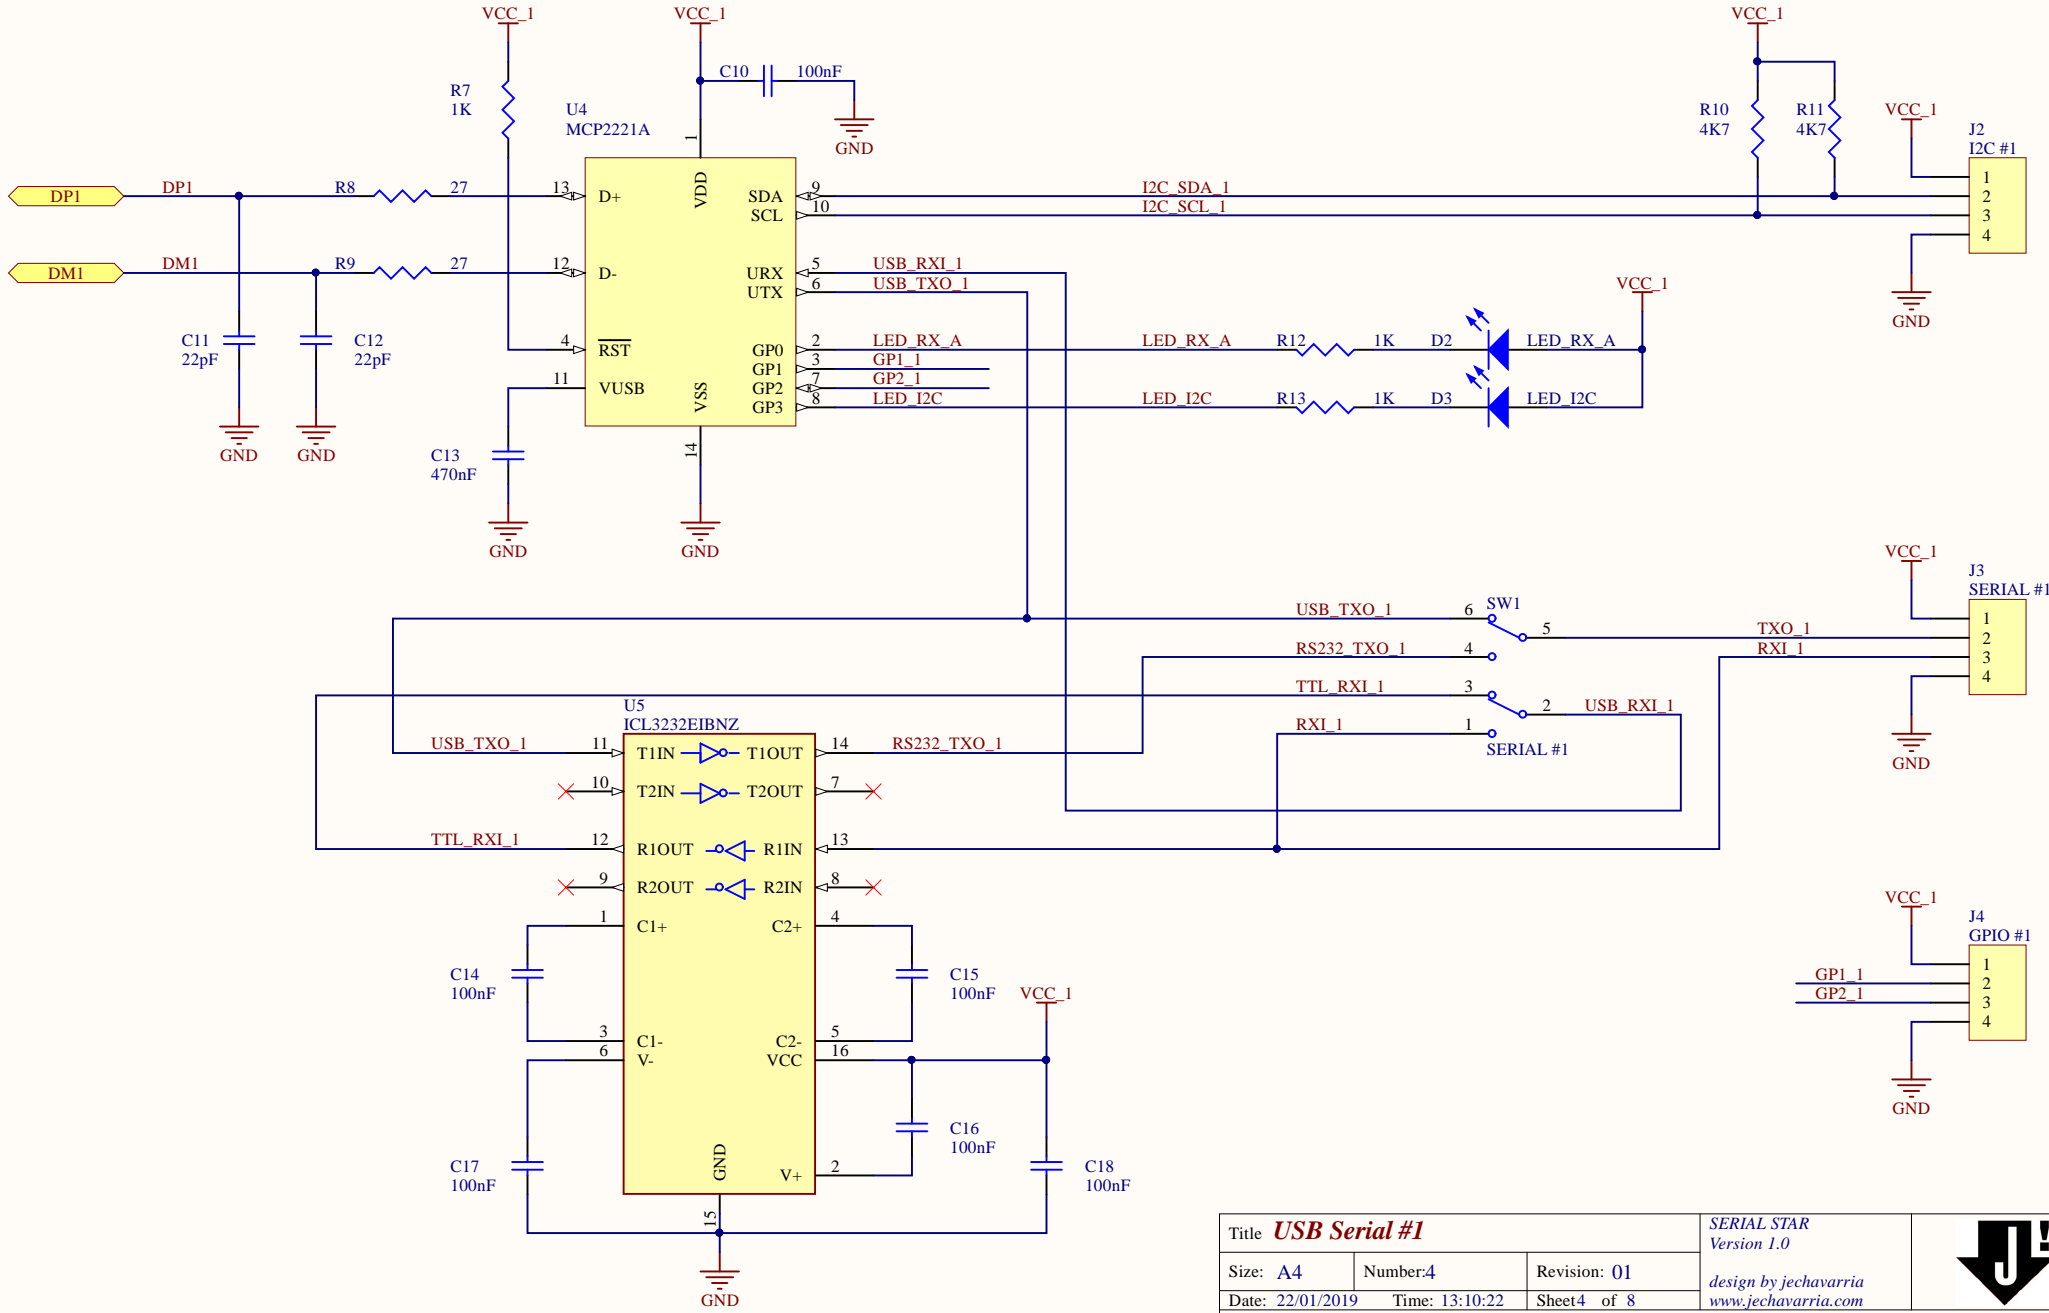 VCC_1
VCC_1
VCC_1
C10 100nF
GND
R7
1K
U4
MCP2221A
R10
4K7
R11
4K7
VCC_1
J2
I2C #1
1
2
3
4
GND
DP1
DP1
R8 27
13
D+
1
VDD
SDA
9
I2C_SDA_1
SCL
10
I2C_SCL_1
DM1
DM1
R9 27
12
D-
URX
5
USB_RXI_1
UTX
6
USB_TXO_1
VCC_1
C11
22pF
GND
C12
22pF
GND
4
RST
11
VUSB
VSS
14
GND
GP0
2
LED_RX_A
LED_RX_A
R12 1K
D2
LED_RX_A
GP1
3
GP1_1
GP2
7
GP2_1
GP3
8
LED_I2C
LED_I2C
R13 1K
D3
LED_I2C
C13
470nF
GND
VCC_1
J3
SERIAL #1
1
2
3
4
GND
USB_TXO_1
6
SW1
5
TXO_1
RS232_TXO_1
4
RXI_1
TTL_RXI_1
3
2
USB_RXI_1
RXI_1
1
SERIAL #1
U5
ICL3232EIBNZ
USB_TXO_1
11
T1IN
T1OUT
14
RS232_TXO_1
10
T2IN
T2OUT
7
TTL_RXI_1
12
R1OUT
R1IN
13
9
R2OUT
R2IN
8
1
C1+
C2+
4
C14
100nF
C15
100nF
VCC_1
3
C1-
C2-
5
6
V-
VCC
16
C16
100nF
C17
100nF
GND
15
V+
2
C18
100nF
GND
VCC_1
J4
GPIO #1
1
GP1_1
2
GP2_1
3
4
GND
Title USB Serial #1
SERIAL STAR
Version 1.0
Size: A4 Number:4 Revision: 01
design by jechavarria
Date: 22/01/2019 Time: 13:10:22 Sheet4 of 8
www.jechavarria.com
J!